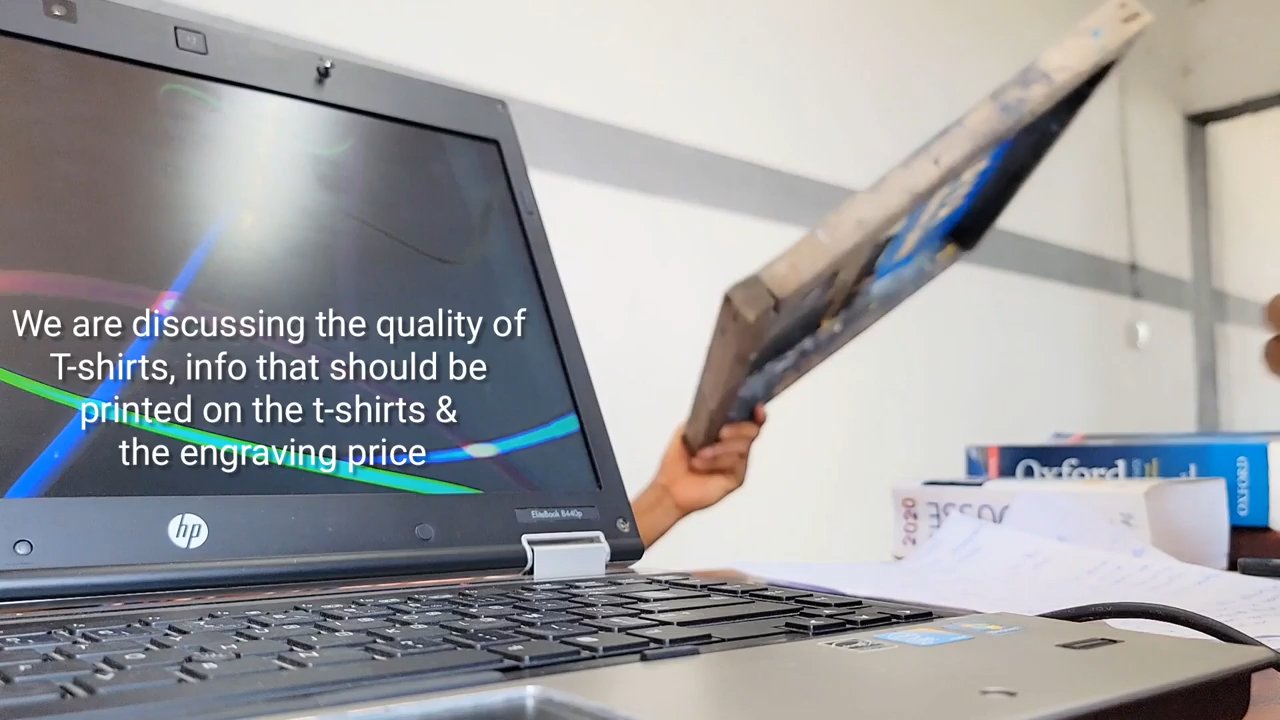 We are discussing the quality of
T-shirts, info that should be
printed on the t-shirts &
the engraving price
hp
EliteBook 8440p
Oxford
OXFORD
2020